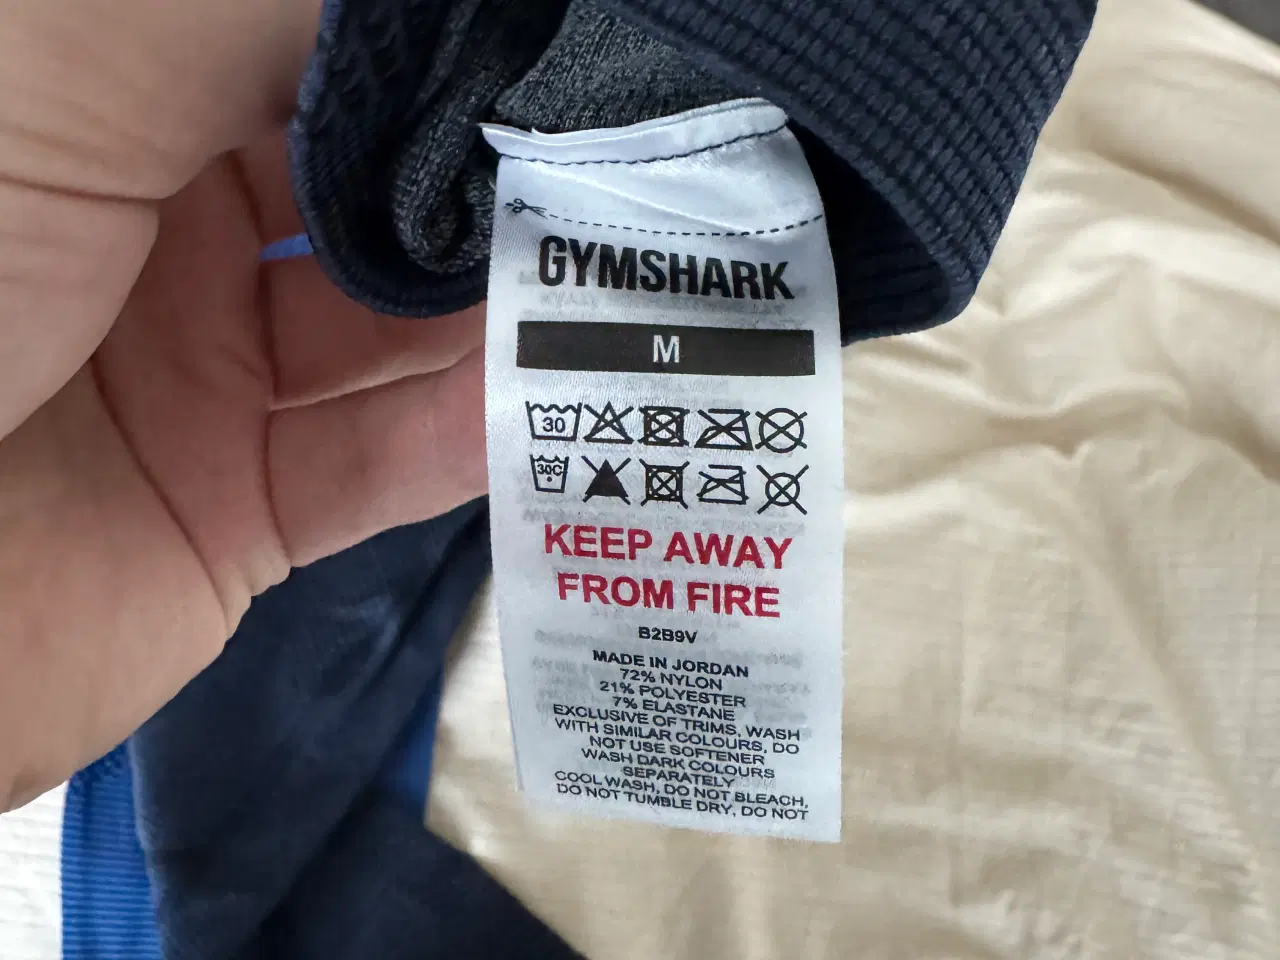 GYMSHARK
M
30
30C
KEEP AWAY
FROM FIRE
B2B9V
MADE IN JORDAN
72% NYLON
21% POLYESTER
7% ELASTANE
EXCLUSIVE OF TRIMS, WASH
WITH SIMILAR COLOURS, DO
NOT USE SOFTENER
WASH DARK COLOURS
SEPARATELY
COOL WASH, DO NOT BLEACH,
DO NOT TUMBLE DRY, DO NOT